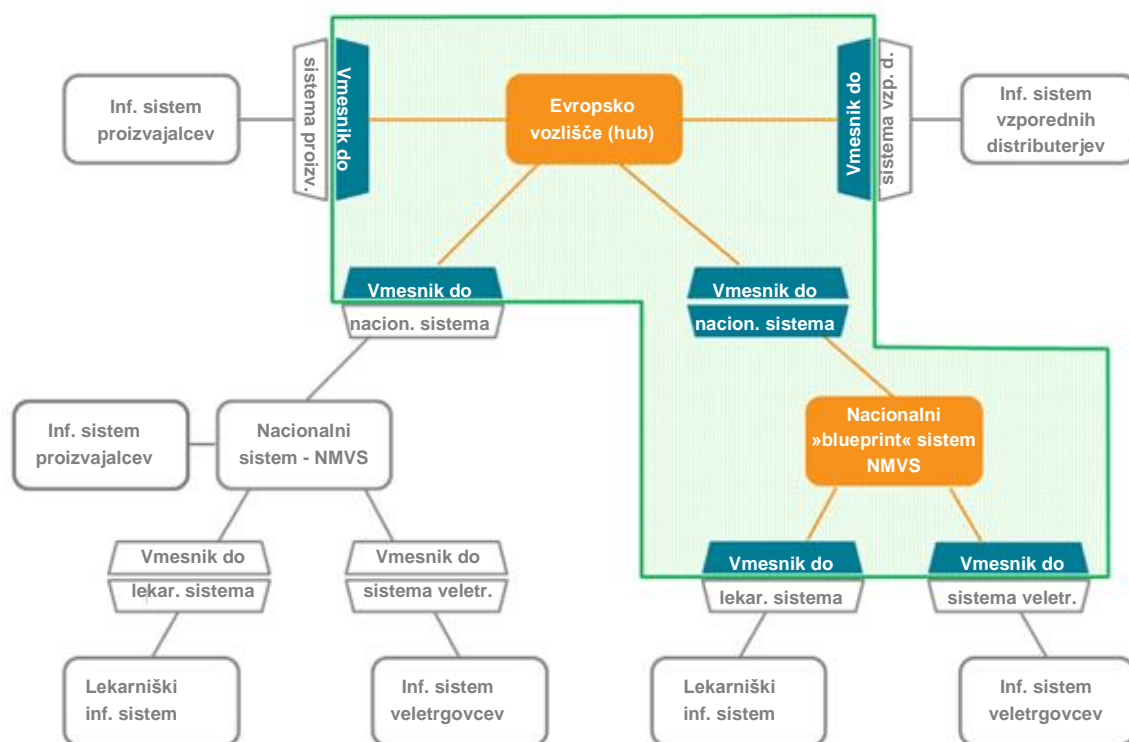 Inf. sistem
proizvajalcev
sistema proizv.
Vmesnik do
Evropsko
vozlišče (hub)
Vmesnik do
sistema vzp. d.
Inf. sistem
vzporednih
distributerjev
Vmesnik do
nacion. sistema
Vmesnik do
nacion. sistema
Inf. sistem
proizvajalcev
Nacionalni
sistem - NMVS
Nacionalni
»blueprint« sistem
NMVS
Vmesnik do
lekar. sistema
Vmesnik do
sistema veletr.
Vmesnik do
lekar. sistema
Vmesnik do
sistema veletr.
Lekarniški
inf. sistem
Inf. sistem
veletrgovcev
Lekarniški
inf. sistem
Inf. sistem
veletrgovcev